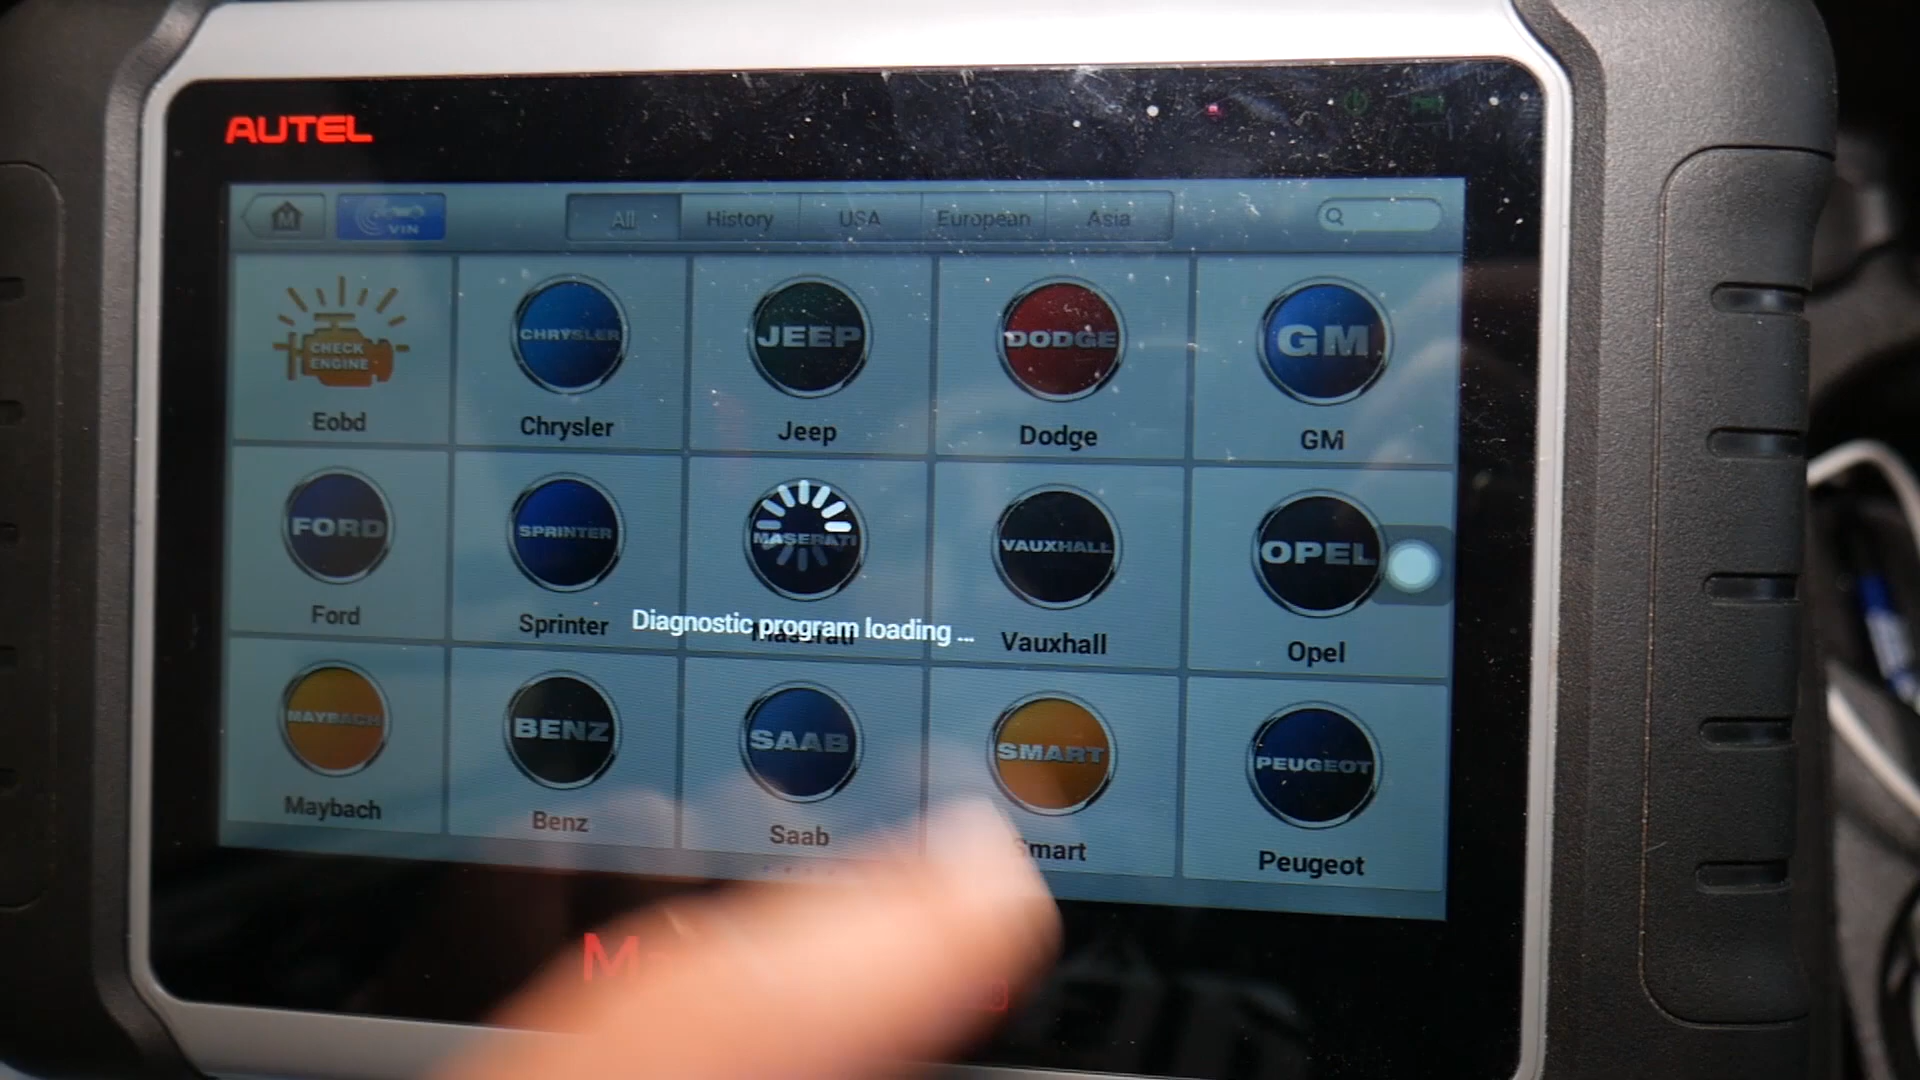 AUTEL
VIN
All
History
USA
European
Asia
CHECK
ENGINE
CHRYSLER
JEEP
DODGE
GM
Eobd
Chrysler
Jeep
Dodge
GM
FORD
SPRINTER
MASERATI
VAUXHALL
OPEL
Ford
Sprinter
Diagnostic program loading ...
Maserati
Vauxhall
Opel
MAYBACH
BENZ
SAAB
SMART
PEUGEOT
Maybach
Benz
Saab
Smart
Peugeot